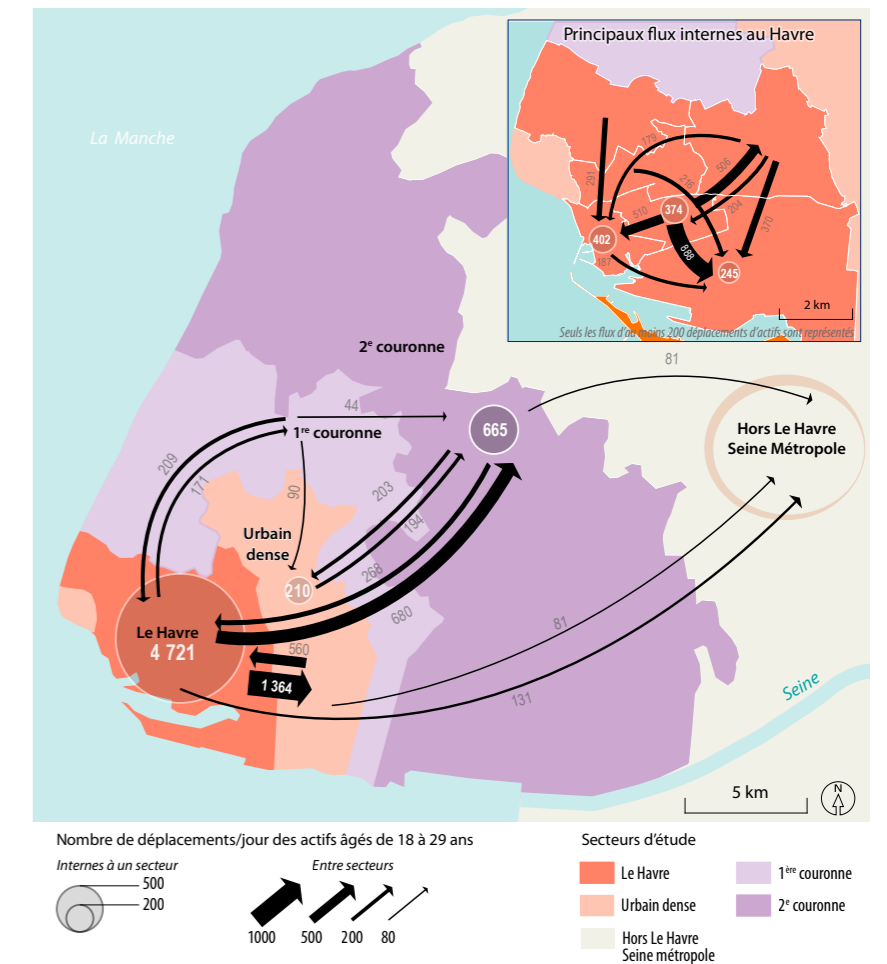 Principaux flux internes au Havre
La Manche
179
506
216
291
374
510
204
370
402
888
187
245
2 km
Seuls les flux d'au moins 200 déplacements d'actifs sont représentés
2e couronne
81
44
665
1re couronne
Hors Le Havre
Seine Métropole
209
171
90
203
194
Urbain
dense
268
210
680
81
Le Havre
4 721
560
1 364
131
Seine
5 km
N
Nombre de déplacements/jour des actifs âgés de 18 à 29 ans
Internes à un secteur
500
200
Entre secteurs
1000 500 200 80
Secteurs d'étude
Le Havre
1ère couronne
Urbain dense
2e couronne
Hors Le Havre
Seine métropole